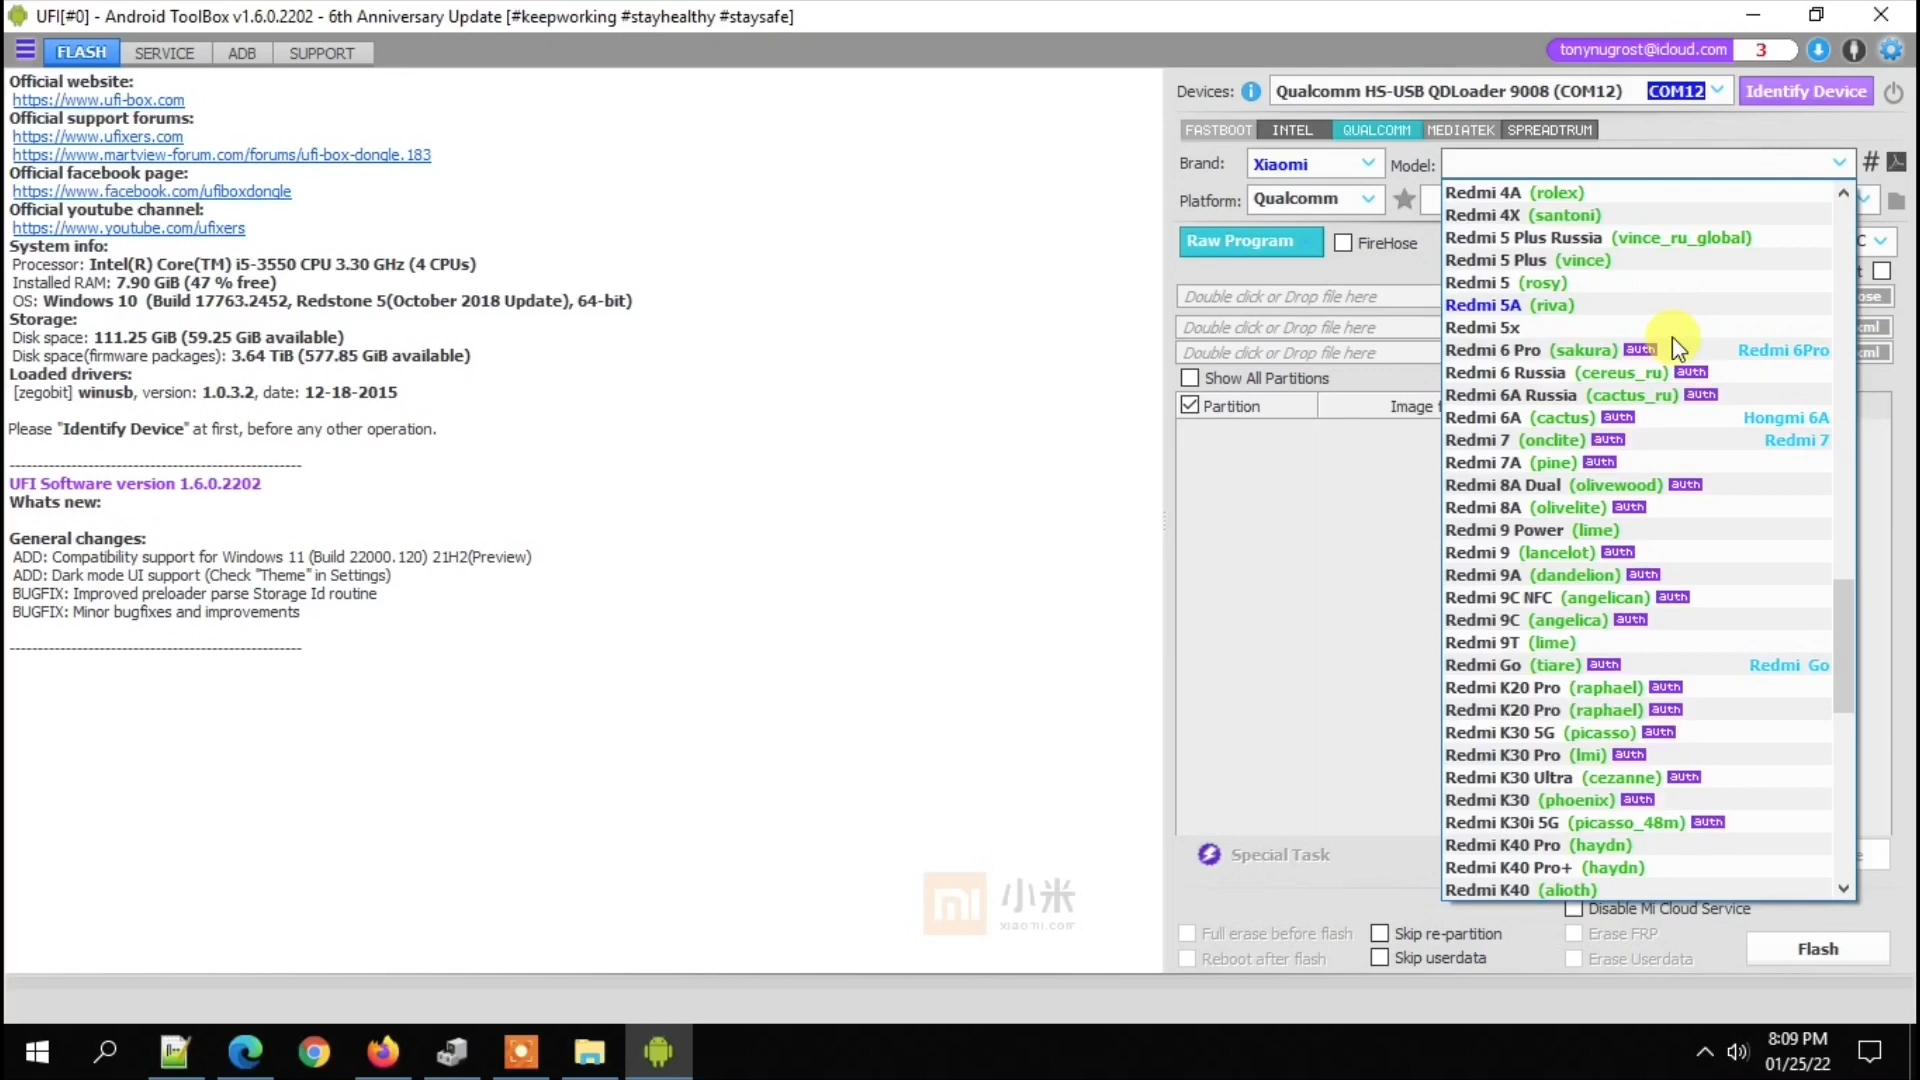 UFI[#0] - Android ToolBox v1.6.0.2202 - 6th Anniversary Update [#keepworking #stayhealthy #staysafe]
FLASH SERVICE ADB SUPPORT
tonynugrost@icloud.com 3
Official website:
https://www.ufi-box.com
Official support forums:
https://www.ufixers.com
https://www.martview-forum.com/forums/ufi-box-dongle.183
Official facebook page:
https://www.facebook.com/ufiboxdongle
Official youtube channel:
https://www.youtube.com/ufixers
System info:
Processor: Intel(R) Core(TM) i5-3550 CPU 3.30 GHz (4 CPUs)
Installed RAM: 7.90 GiB (47 % free)
OS: Windows 10 (Build 17763.2452, Redstone 5(October 2018 Update), 64-bit)
Storage:
Disk space: 111.25 GiB (59.25 GiB available)
Disk space(firmware packages): 3.64 TiB (577.85 GiB available)
Loaded drivers:
[zegobit] winusb, version: 1.0.3.2, date: 12-18-2015
Please "Identify Device" at first, before any other operation.
----------------------------------------------------
UFI Software version 1.6.0.2202
Whats new:
General changes:
ADD: Compatibility support for Windows 11 (Build 22000.120) 21H2(Preview)
ADD: Dark mode UI support (Check "Theme" in Settings)
BUGFIX: Improved preloader parse Storage Id routine
BUGFIX: Minor bugfixes and improvements
----------------------------------------------------
mi 小米
xiaomi.com
Devices: Qualcomm HS-USB QDLoader 9008 (COM12) COM12 Identify Device
FASTBOOT INTEL QUALCOMM MEDIATEK SPREADTRUM
Brand: Xiaomi Model: #
Platform: Qualcomm
Raw Program FireHose C
t
Double click or Drop file here ose
Double click or Drop file here xml
Double click or Drop file here xml
Show All Partitions
Partition Image f
Redmi 4A (rolex)
Redmi 4X (santoni)
Redmi 5 Plus Russia (vince_ru_global)
Redmi 5 Plus (vince)
Redmi 5 (rosy)
Redmi 5A (riva)
Redmi 5x
Redmi 6 Pro (sakura) auth Redmi 6Pro
Redmi 6 Russia (cereus_ru) auth
Redmi 6A Russia (cactus_ru) auth
Redmi 6A (cactus) auth Hongmi 6A
Redmi 7 (onclite) auth Redmi 7
Redmi 7A (pine) auth
Redmi 8A Dual (olivewood) auth
Redmi 8A (olivelite) auth
Redmi 9 Power (lime)
Redmi 9 (lancelot) auth
Redmi 9A (dandelion) auth
Redmi 9C NFC (angelican) auth
Redmi 9C (angelica) auth
Redmi 9T (lime)
Redmi Go (tiare) auth Redmi Go
Redmi K20 Pro (raphael) auth
Redmi K20 Pro (raphael) auth
Redmi K30 5G (picasso) auth
Redmi K30 Pro (lmi) auth
Redmi K30 Ultra (cezanne) auth
Redmi K30 (phoenix) auth
Redmi K30i 5G (picasso_48m) auth
Redmi K40 Pro (haydn)
Redmi K40 Pro+ (haydn)
Redmi K40 (alioth)
Special Task e
Disable Mi Cloud Service
Full erase before flash Skip re-partition Erase FRP
Reboot after flash Skip userdata Erase Userdata
Flash
8:09 PM
01/25/22